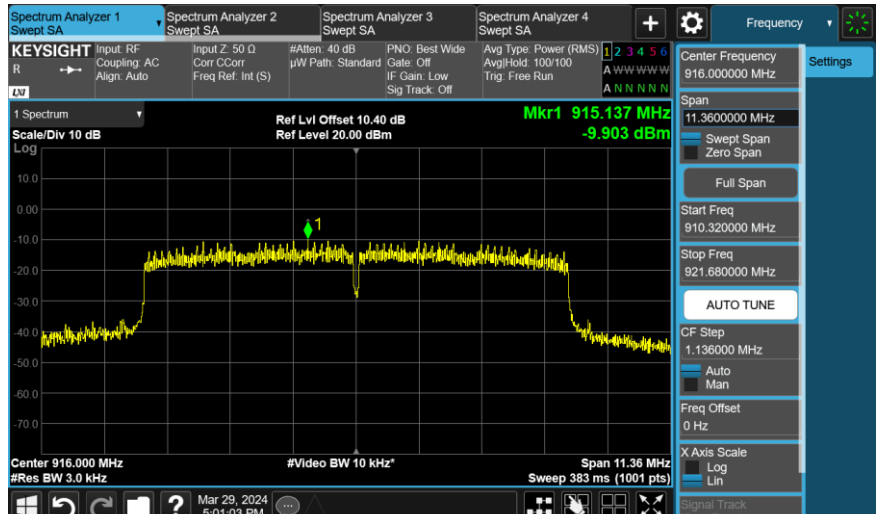 Spectrum Analyzer 1
Swept SA
Spectrum Analyzer 2
Swept SA
Spectrum Analyzer 3
Swept SA
Spectrum Analyzer 4
Swept SA
+
Frequency
KEYSIGHT
R
LXI
Input: RF
Coupling: AC
Align: Auto
Input Z: 50 Ω
Corr CCorr
Freq Ref: Int (S)
#Atten: 40 dB
µW Path: Standard
PNO: Best Wide
Gate: Off
IF Gain: Low
Sig Track: Off
Avg Type: Power (RMS)
Avg|Hold: 100/100
Trig: Free Run
1 2 3 4 5 6
A W W W W W
A N N N N N
1 Spectrum
Scale/Div 10 dB
Log
Ref Lvl Offset 10.40 dB
Ref Level 20.00 dBm
Mkr1 915.137 MHz
-9.903 dBm
10.0
0.00
-10.0
-20.0
-30.0
-40.0
-50.0
-60.0
-70.0
1
Center 916.000 MHz
#Res BW 3.0 kHz
#Video BW 10 kHz*
Span 11.36 MHz
Sweep 383 ms (1001 pts)
Center Frequency
916.000000 MHz
Span
11.3600000 MHz
Swept Span
Zero Span
Full Span
Start Freq
910.320000 MHz
Stop Freq
921.680000 MHz
AUTO TUNE
CF Step
1.136000 MHz
Auto
Man
Freq Offset
0 Hz
X Axis Scale
Log
Lin
Signal Track
Settings
?
Mar 29, 2024
5:01:03 PM